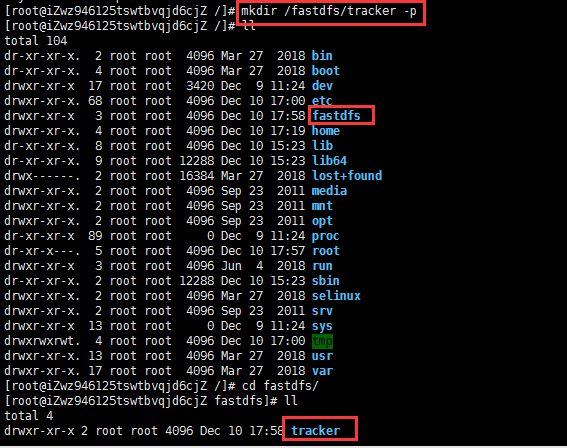 [root@iZwz946125tswtbvqjd6cjZ /]# mkdir /fastdfs/tracker -p
[root@iZwz946125tswtbvqjd6cjZ /]# ll
total 104
dr-xr-xr-x.  2 root root  4096 Mar 27  2018 bin
dr-xr-xr-x.  4 root root  4096 Mar 27  2018 boot
drwxr-xr-x  17 root root  3420 Dec  9 11:24 dev
drwxr-xr-x. 68 root root  4096 Dec 10 17:00 etc
drwxr-xr-x   3 root root  4096 Dec 10 17:58 fastdfs
drwxr-xr-x.  4 root root  4096 Dec 10 17:19 home
dr-xr-xr-x.  8 root root  4096 Dec 10 15:23 lib
dr-xr-xr-x.  9 root root 12288 Dec 10 15:23 lib64
drwx------.  2 root root 16384 Mar 27  2018 lost+found
drwxr-xr-x.  2 root root  4096 Sep 23  2011 media
drwxr-xr-x.  2 root root  4096 Sep 23  2011 mnt
drwxr-xr-x.  2 root root  4096 Sep 23  2011 opt
dr-xr-xr-x  89 root root     0 Dec  9 11:24 proc
dr-xr-x---.  5 root root  4096 Dec 10 17:57 root
drwxr-xr-x   3 root root  4096 Jun  4  2018 run
dr-xr-xr-x.  2 root root 12288 Dec 10 15:23 sbin
drwxr-xr-x.  2 root root  4096 Mar 27  2018 selinux
drwxr-xr-x.  2 root root  4096 Sep 23  2011 srv
drwxr-xr-x  13 root root     0 Dec  9 11:24 sys
drwxrwxrwt.  4 root root  4096 Dec 10 17:00 tmp
drwxr-xr-x. 13 root root  4096 Mar 27  2018 usr
drwxr-xr-x. 17 root root  4096 Mar 27  2018 var
[root@iZwz946125tswtbvqjd6cjZ /]# cd fastdfs/
[root@iZwz946125tswtbvqjd6cjZ fastdfs]# ll
total 4
drwxr-xr-x 2 root root 4096 Dec 10 17:58 tracker